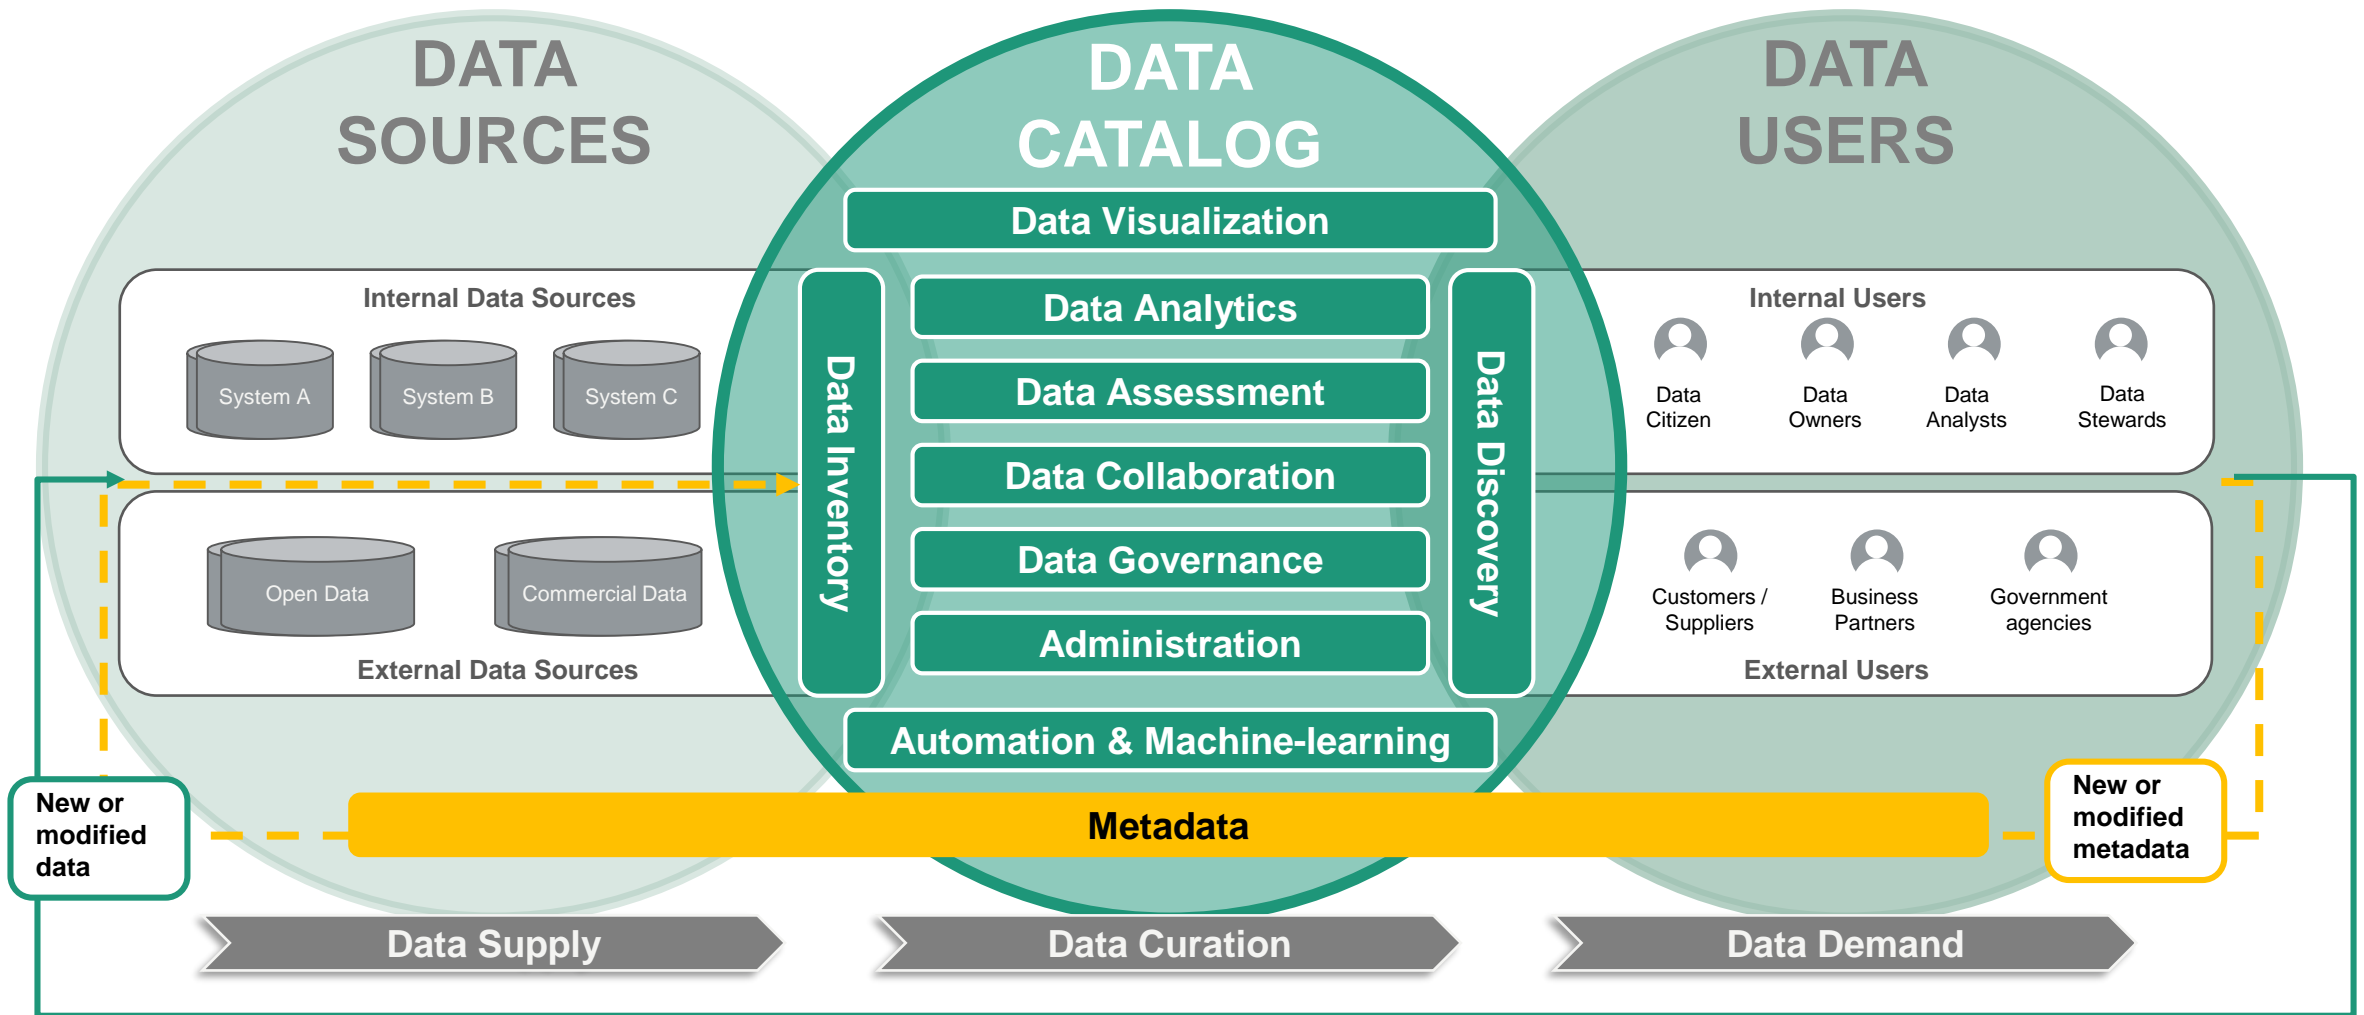 DATA
SOURCES
DATA
CATALOG
DATA
USERS
Data Visualization
Internal Data Sources
System A
System B
System C
External Data Sources
Open Data
Commercial Data
Data Inventory
Data Analytics
Data Assessment
Data Collaboration
Data Governance
Administration
Data Discovery
Automation & Machine-learning
Internal Users
Data
Citizen
Data
Owners
Data
Analysts
Data
Stewards
Customers /
Suppliers
Business
Partners
Government
agencies
External Users
New or
modified
data
Metadata
New or
modified
metadata
Data Supply
Data Curation
Data Demand